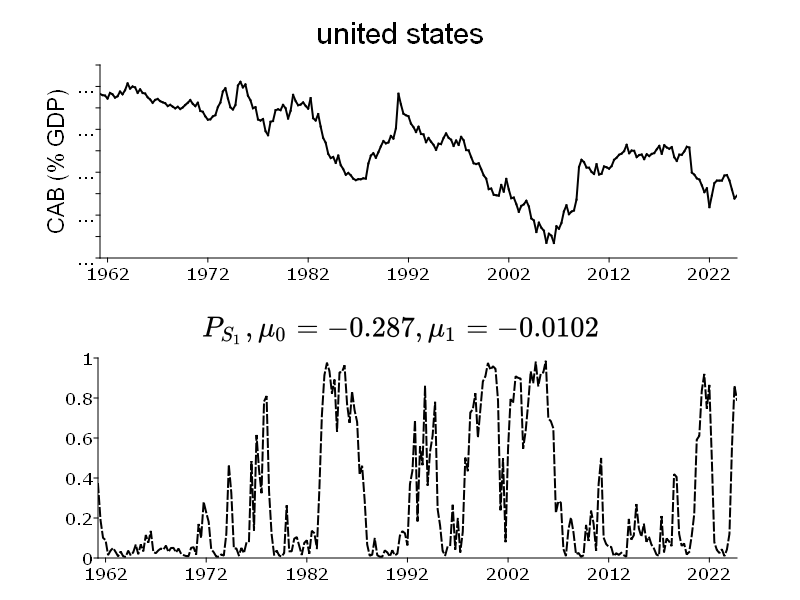 united states
CAB (% GDP)
...
...
...
...
...
1962 1972 1982 1992 2002 2012 2022
P_{S_1}, μ_0 = −0.287, μ_1 = −0.0102
1
0.8
0.6
0.4
0.2
0
1962 1972 1982 1992 2002 2012 2022